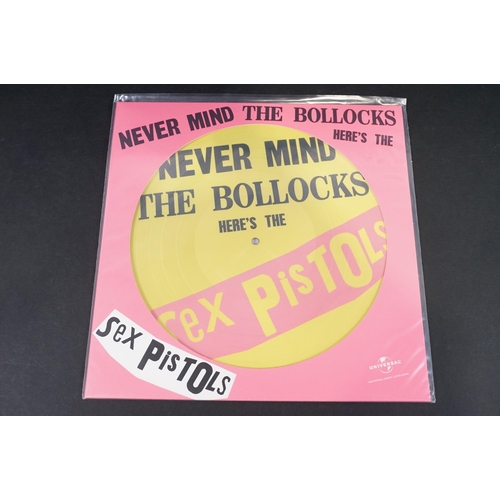 NEVER MIND THE BOLLOCKS
HERE'S THE
NEVER MIND
THE BOLLOCKS
HERE'S THE
Sex PisTOLs
Sex PisTOLs
UNIVERSAL